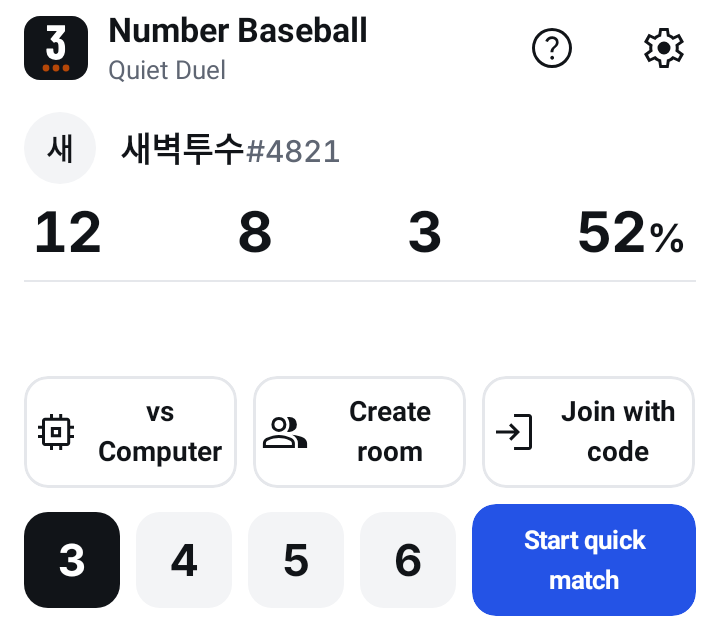 3
Number Baseball
Quiet Duel
새
새벽투수#4821
12 8 3 52%
vs
Computer
Create
room
Join with
code
3 4 5 6
Start quick
match